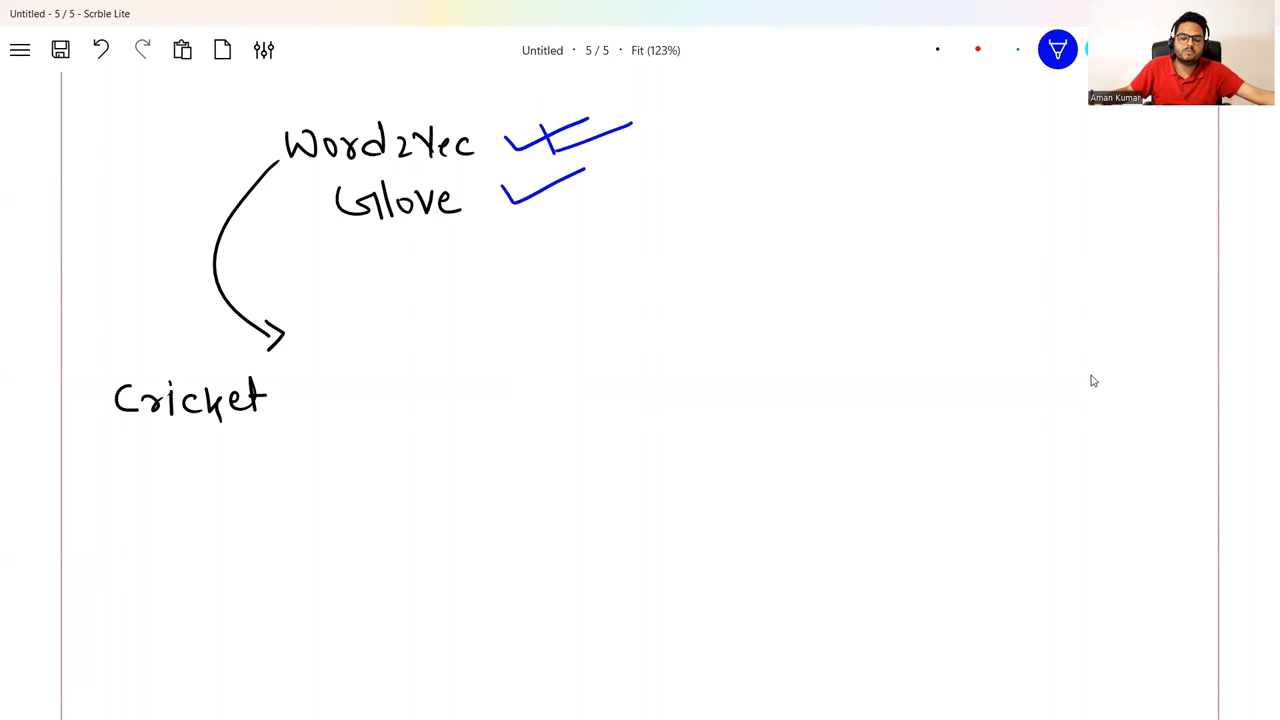 Untitled - 5 / 5 - Scrble Lite
Untitled • 5 / 5 • Fit (123%)
Aman Kumar
Word2Vec
Glove
Cricket